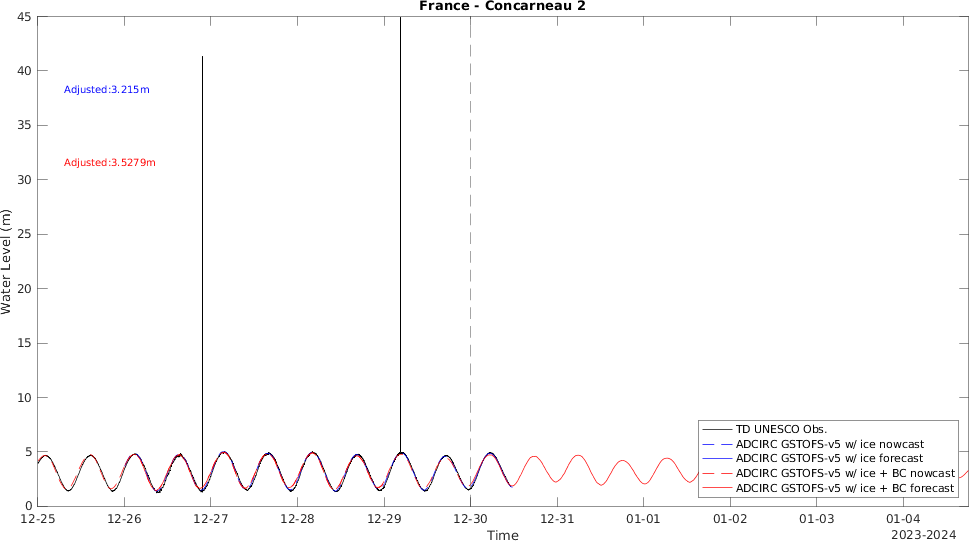 France - Concarneau 2
Water Level (m)
45
40
35
30
25
20
15
10
5
0
Adjusted:3.215m
Adjusted:3.5279m
TD UNESCO Obs.
ADCIRC GSTOFS-v5 w/ ice nowcast
ADCIRC GSTOFS-v5 w/ ice forecast
ADCIRC GSTOFS-v5 w/ ice + BC nowcast
ADCIRC GSTOFS-v5 w/ ice + BC forecast
12-25 12-26 12-27 12-28 12-29 12-30 12-31 01-01 01-02 01-03 01-04
Time
2023-2024